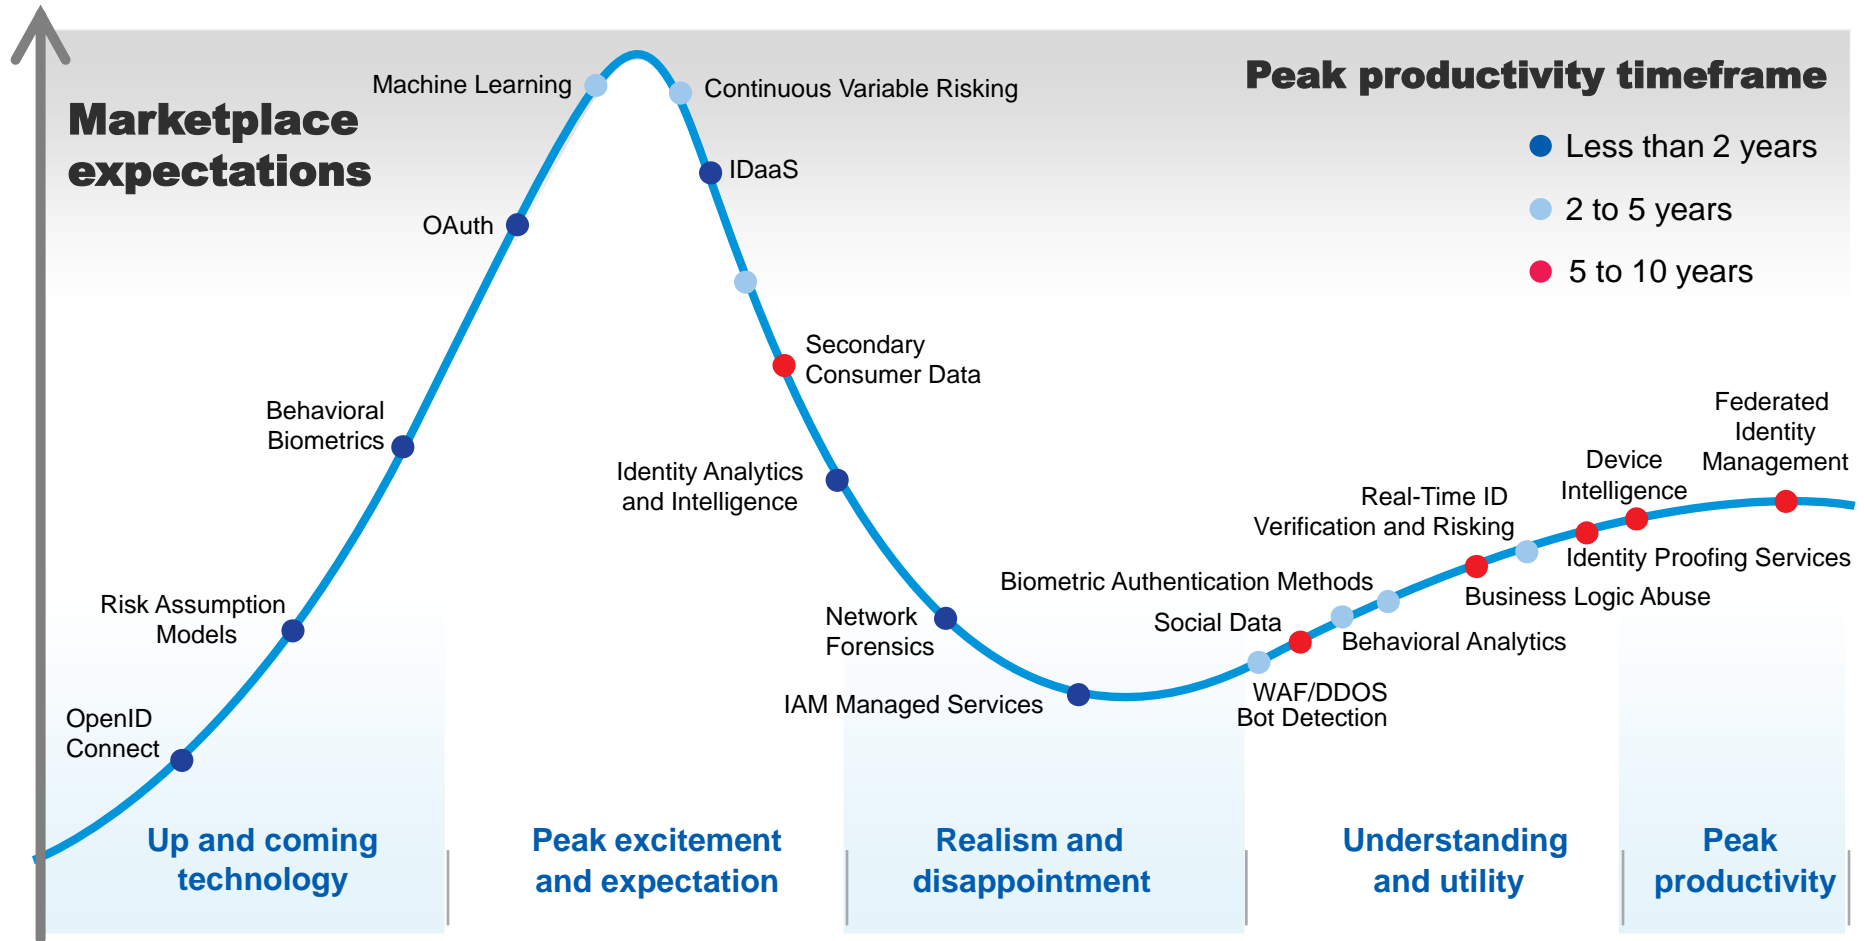 Marketplace
expectations
Peak productivity timeframe
Less than 2 years
2 to 5 years
5 to 10 years
Machine Learning
Continuous Variable Risking
IDaaS
OAuth
Secondary
Consumer Data
Behavioral
Biometrics
Identity Analytics
and Intelligence
Federated
Identity
Management
Device
Intelligence
Real-Time ID
Verification and Risking
Identity Proofing Services
Biometric Authentication Methods
Business Logic Abuse
Risk Assumption
Models
Network
Forensics
Social Data
Behavioral Analytics
OpenID
Connect
IAM Managed Services
WAF/DDOS
Bot Detection
Up and coming
technology
Peak excitement
and expectation
Realism and
disappointment
Understanding
and utility
Peak
productivity